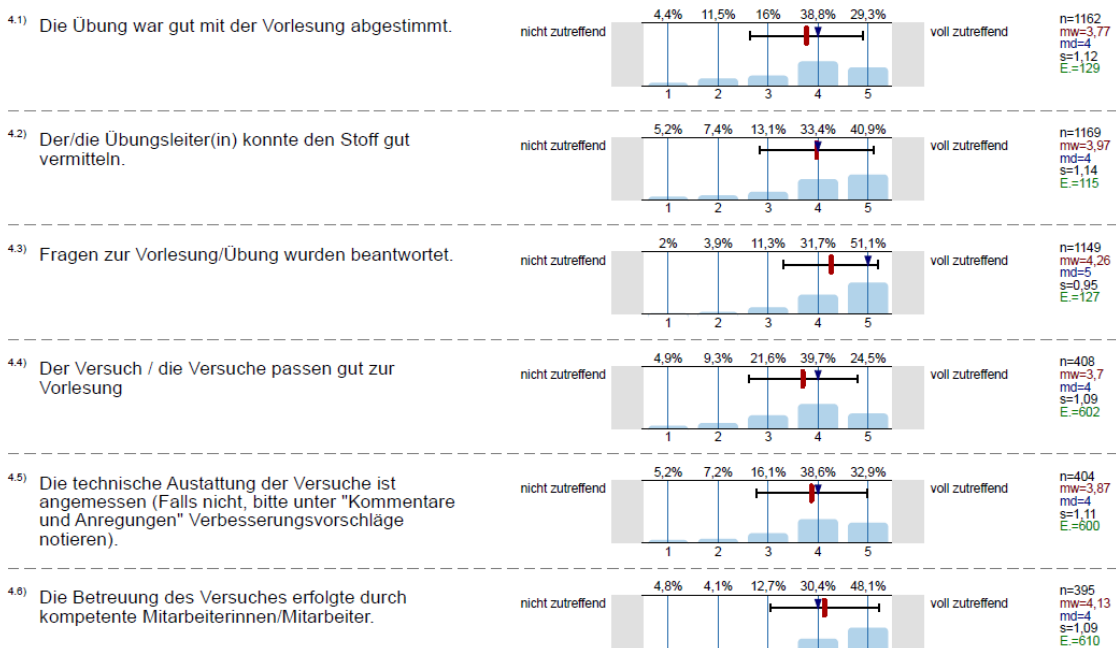 4.1) Die Übung war gut mit der Vorlesung abgestimmt.
nicht zutreffend
4,4% 11,5% 16% 38,8% 29,3%
1 2 3 4 5
voll zutreffend
n=1162
mw=3,77
md=4
s=1,12
E.=129
4.2) Der/die Übungsleiter(in) konnte den Stoff gut
vermitteln.
nicht zutreffend
5,2% 7,4% 13,1% 33,4% 40,9%
1 2 3 4 5
voll zutreffend
n=1169
mw=3,97
md=4
s=1,14
E.=115
4.3) Fragen zur Vorlesung/Übung wurden beantwortet.
nicht zutreffend
2% 3,9% 11,3% 31,7% 51,1%
1 2 3 4 5
voll zutreffend
n=1149
mw=4,26
md=5
s=0,95
E.=127
4.4) Der Versuch / die Versuche passen gut zur
Vorlesung
nicht zutreffend
4,9% 9,3% 21,6% 39,7% 24,5%
1 2 3 4 5
voll zutreffend
n=408
mw=3,7
md=4
s=1,09
E.=602
4.5) Die technische Austattung der Versuche ist
angemessen (Falls nicht, bitte unter "Kommentare
und Anregungen" Verbesserungsvorschläge
notieren).
nicht zutreffend
5,2% 7,2% 16,1% 38,6% 32,9%
1 2 3 4 5
voll zutreffend
n=404
mw=3,87
md=4
s=1,11
E.=600
4.6) Die Betreuung des Versuches erfolgte durch
kompetente Mitarbeiterinnen/Mitarbeiter.
nicht zutreffend
4,8% 4,1% 12,7% 30,4% 48,1%
voll zutreffend
n=395
mw=4,13
md=4
s=1,09
E.=610